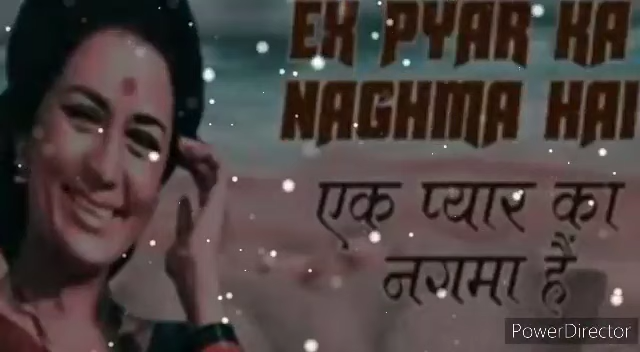 EK PYAR KA
NAGHMA HAI
एक प्यार का
नगमा हैं
PowerDirector